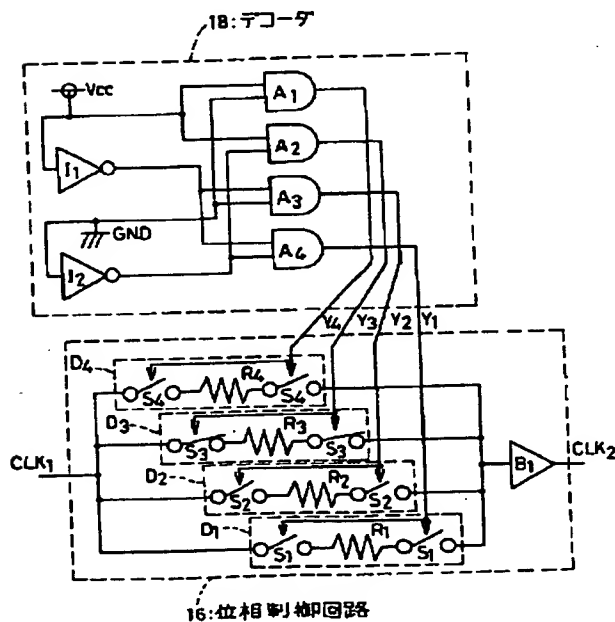 18:デコーダ
Vcc
A1
A2
I1
A3
GND
A4
I2
Y4 Y3 Y2 Y1
D4
R4
S4 S4
D3
R3
S3 S3
CLK1
D2
R2
B1
CLK2
S2 S2
D1
R1
S1 S1
16:位相制御回路